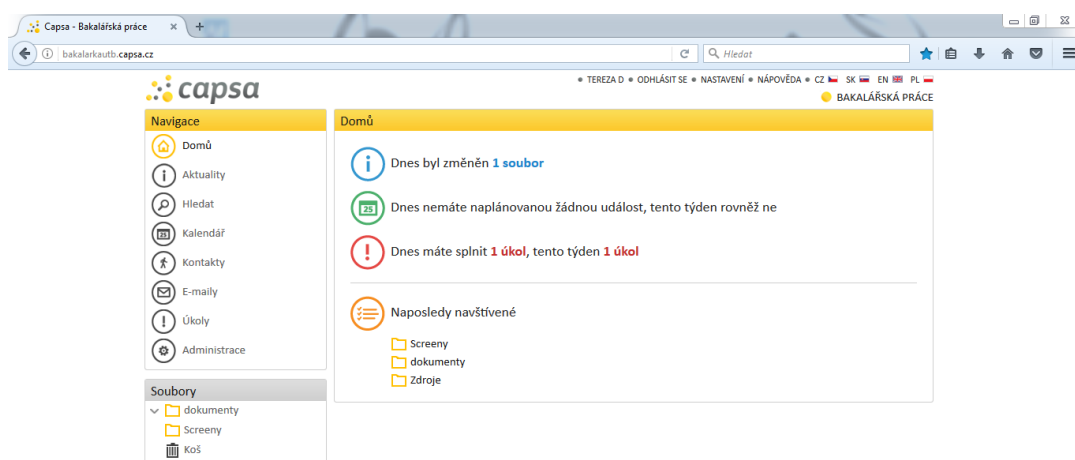 Capsa - Bakalářská práce
bakalarkautb.capsa.cz
Hledat
capsa
TEREZA D • ODHLÁSIT SE • NASTAVENÍ • NÁPOVĚDA • CZ SK EN PL
BAKALÁŘSKÁ PRÁCE
Navigace
Domů
Aktuality
Hledat
25 Kalendář
Kontakty
E-maily
Úkoly
Administrace
Soubory
dokumenty
Screeny
Koš
Domů
Dnes byl změněn 1 soubor
25 Dnes nemáte naplánovanou žádnou událost, tento týden rovněž ne
Dnes máte splnit 1 úkol, tento týden 1 úkol
Naposledy navštívené
Screeny
dokumenty
Zdroje